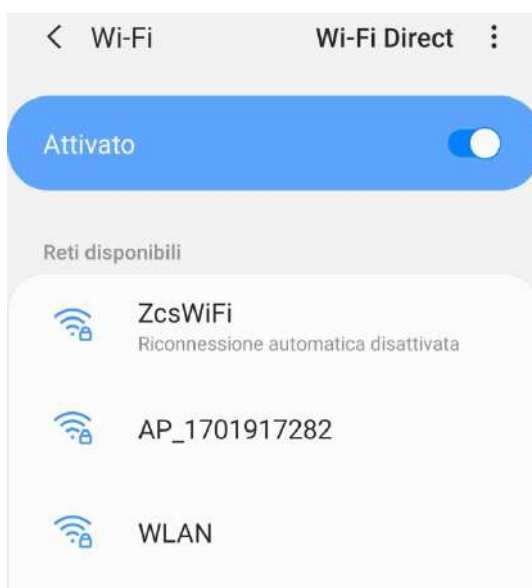 Wi-Fi Wi-Fi Direct
Attivato
Reti disponibili
ZcsWiFi
Riconnessione automatica disattivata
AP_1701917282
WLAN